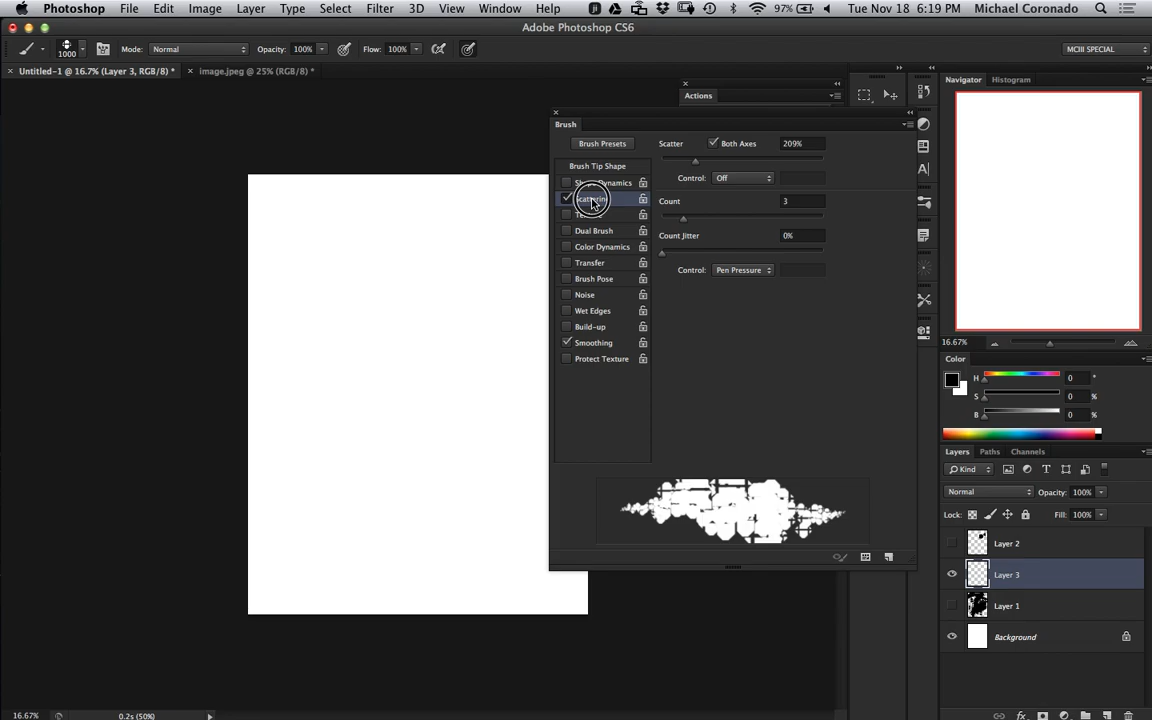 Photoshop File Edit Image Layer Type Select Filter 3D View Window Help 97% Tue Nov 18 6:19 PM Michael Coronado
Adobe Photoshop CS6
1000 Mode: Normal Opacity: 100% Flow: 100% MCIII SPECIAL
Untitled-1 @ 16.7% (Layer 3, RGB/8) * image.jpeg @ 25% (RGB/8) *
Actions
Navigator Histogram
Brush
Brush Presets
Scatter Both Axes 209%
Brush Tip Shape
Control: Off
Shape Dynamics
Scattering
Count 3
Dual Brush
Count Jitter 0%
Color Dynamics
Transfer
Control: Pen Pressure
Brush Pose
Noise
Wet Edges
Build-up
Smoothing
Protect Texture
16.67%
Color
H 0 °
S 0 %
B 0 %
Layers Paths Channels
Kind
Normal Opacity: 100%
Lock: Fill: 100%
Layer 2
Layer 3
Layer 1
Background
16.67% 0.2s (50%)